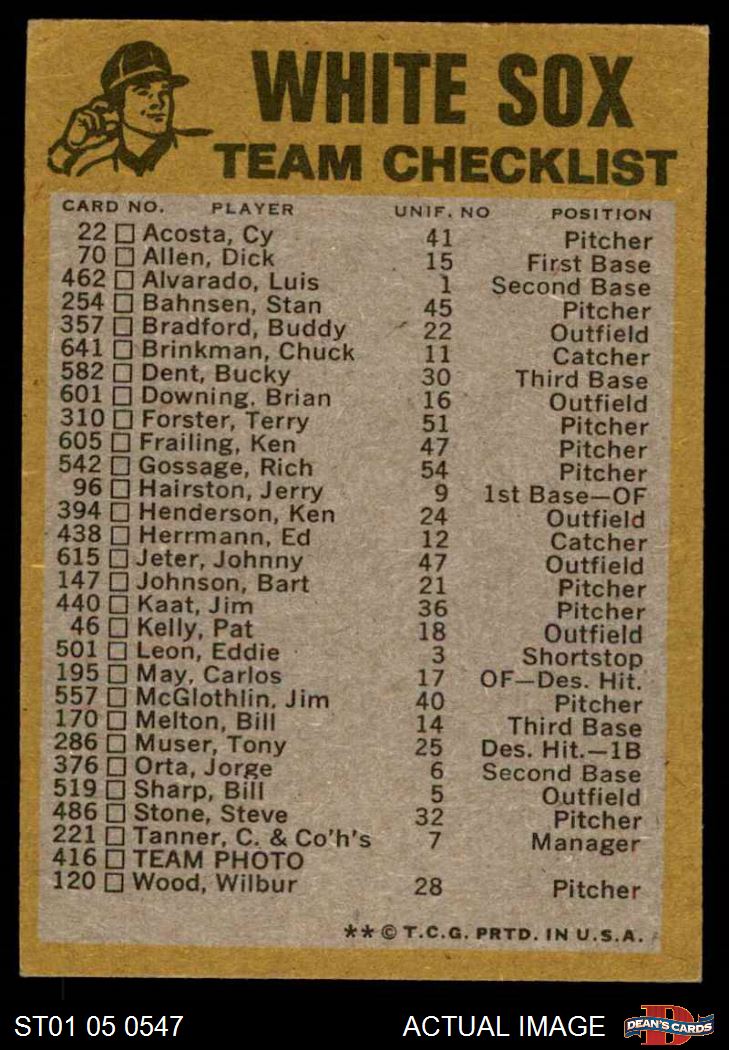 WHITE SOX
TEAM CHECKLIST
CARD NO. PLAYER UNIF. NO POSITION
22 Acosta, Cy 41 Pitcher
70 Allen, Dick 15 First Base
462 Alvarado, Luis 1 Second Base
254 Bahnsen, Stan 45 Pitcher
357 Bradford, Buddy 22 Outfield
641 Brinkman, Chuck 11 Catcher
582 Dent, Bucky 30 Third Base
601 Downing, Brian 16 Outfield
310 Forster, Terry 51 Pitcher
605 Frailing, Ken 47 Pitcher
542 Gossage, Rich 54 Pitcher
96 Hairston, Jerry 9 1st Base—OF
394 Henderson, Ken 24 Outfield
438 Herrmann, Ed 12 Catcher
615 Jeter, Johnny 47 Outfield
147 Johnson, Bart 21 Pitcher
440 Kaat, Jim 36 Pitcher
46 Kelly, Pat 18 Outfield
501 Leon, Eddie 3 Shortstop
195 May, Carlos 17 OF—Des. Hit.
557 McGlothlin, Jim 40 Pitcher
170 Melton, Bill 14 Third Base
286 Muser, Tony 25 Des. Hit.—1B
376 Orta, Jorge 6 Second Base
519 Sharp, Bill 5 Outfield
486 Stone, Steve 32 Pitcher
221 Tanner, C. & Co'h's 7 Manager
416 TEAM PHOTO
120 Wood, Wilbur 28 Pitcher
** © T.C.G. PRTD. IN U.S.A.
ST01 05 0547 ACTUAL IMAGE DEAN'S CARDS